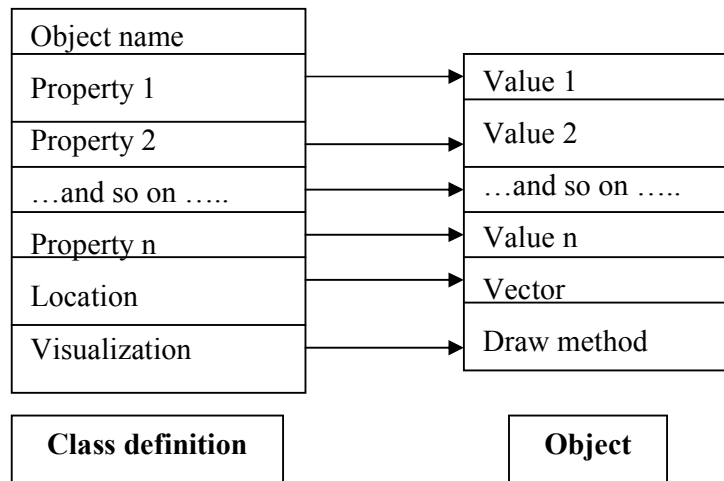 Object name
Property 1
Property 2
…and so on …..
Property n
Location
Visualization
Value 1
Value 2
…and so on …..
Value n
Vector
Draw method
Class definition
Object